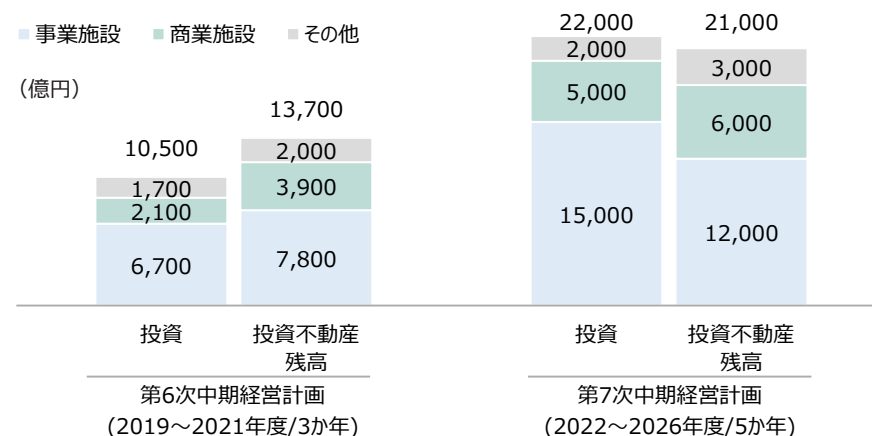 事業施設 商業施設 その他
（億円）
10,500
1,700
2,100
6,700
13,700
2,000
3,900
7,800
22,000
2,000
5,000
15,000
21,000
3,000
6,000
12,000
投資
投資不動産
残高
投資
投資不動産
残高
第6次中期経営計画
(2019～2021年度/3か年)
第7次中期経営計画
(2022～2026年度/5か年)